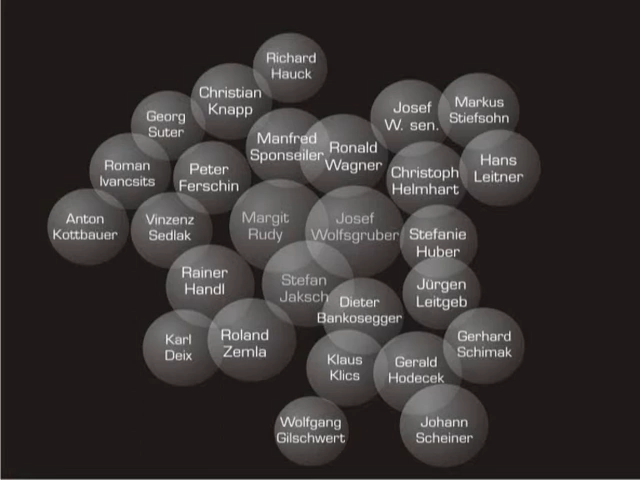 Richard
Hauck
Christian
Knapp
Josef
W. sen.
Markus
Stiefsohn
Georg
Suter
Manfred
Sponseiler
Ronald
Wagner
Roman
Ivancsits
Peter
Ferschin
Christoph
Helmhart
Hans
Leitner
Anton
Kottbauer
Vinzenz
Sedlak
Margit
Rudy
Josef
Wolfsgruber
Stefanie
Huber
Rainer
Handl
Stefan
Jaksch
Dieter
Bankosegger
Jürgen
Leitgeb
Karl
Deix
Roland
Zemla
Klaus
Klics
Gerald
Hodecek
Gerhard
Schimak
Wolfgang
Gilschwert
Johann
Scheiner